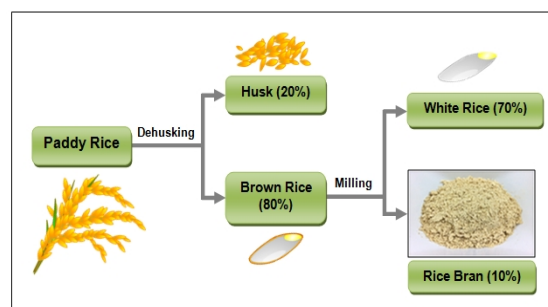 Husk (20%)
White Rice (70%)
Dehusking
Paddy Rice
Brown Rice
(80%)
Milling
Rice Bran (10%)